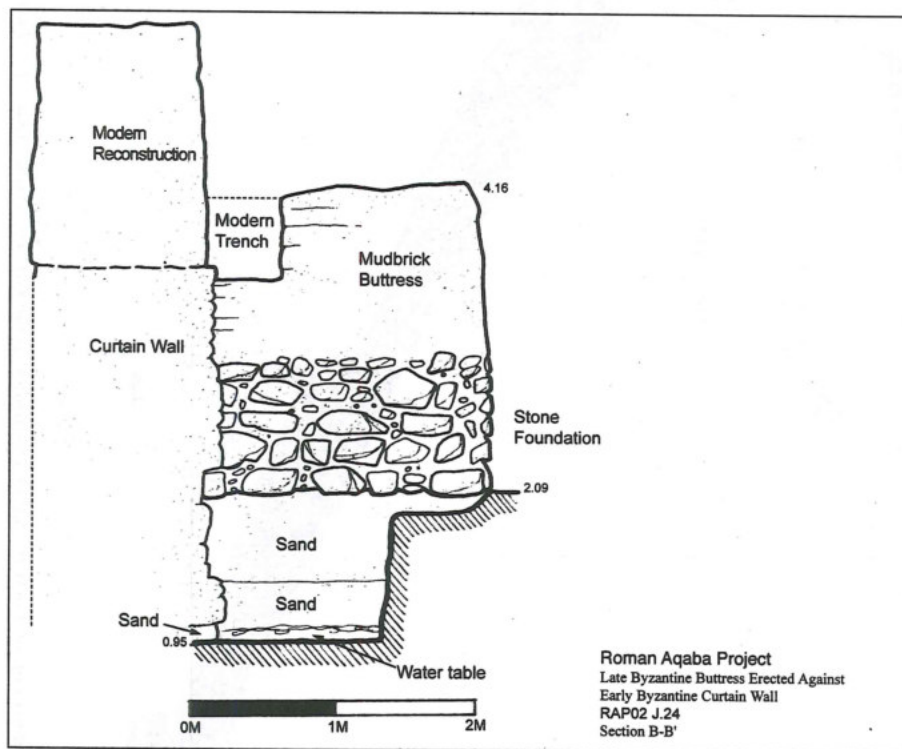 Modern
Reconstruction
4.16
Modern
Trench
Mudbrick
Buttress
Curtain Wall
Stone
Foundation
2.09
Sand
Sand
Sand
0.95
Water table
0M
1M
2M
Roman Aqaba Project
Late Byzantine Buttress Erected Against
Early Byzantine Curtain Wall
RAP02 J.24
Section B-B'